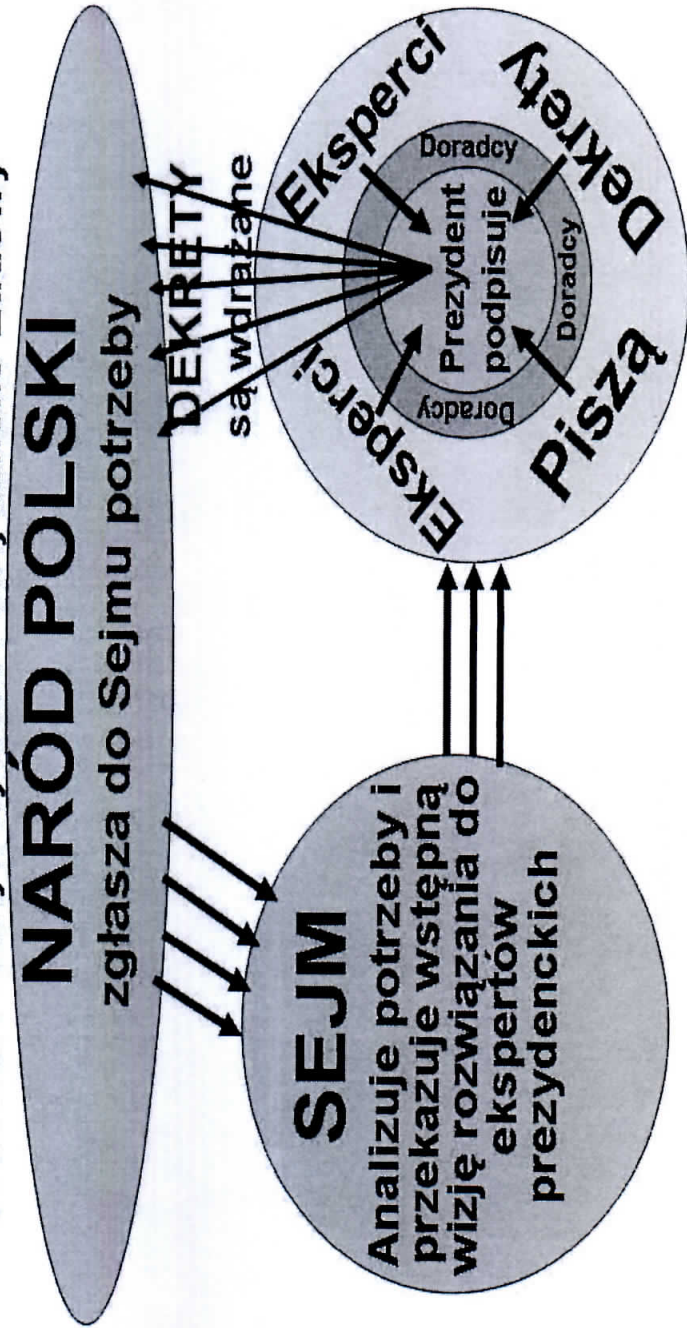 NARÓD POLSKI
zgłasza do Sejmu potrzeby
DEKRETY
są wdrażane
SEJM
Analizuje potrzeby i
przekazuje wstępną
wizję rozwiązania do
ekspertów
prezydenckich
Eksperci
Eksperci
Piszą
Dekrety
Doradcy
Doradcy
Doradcy
Prezydent
podpisuje